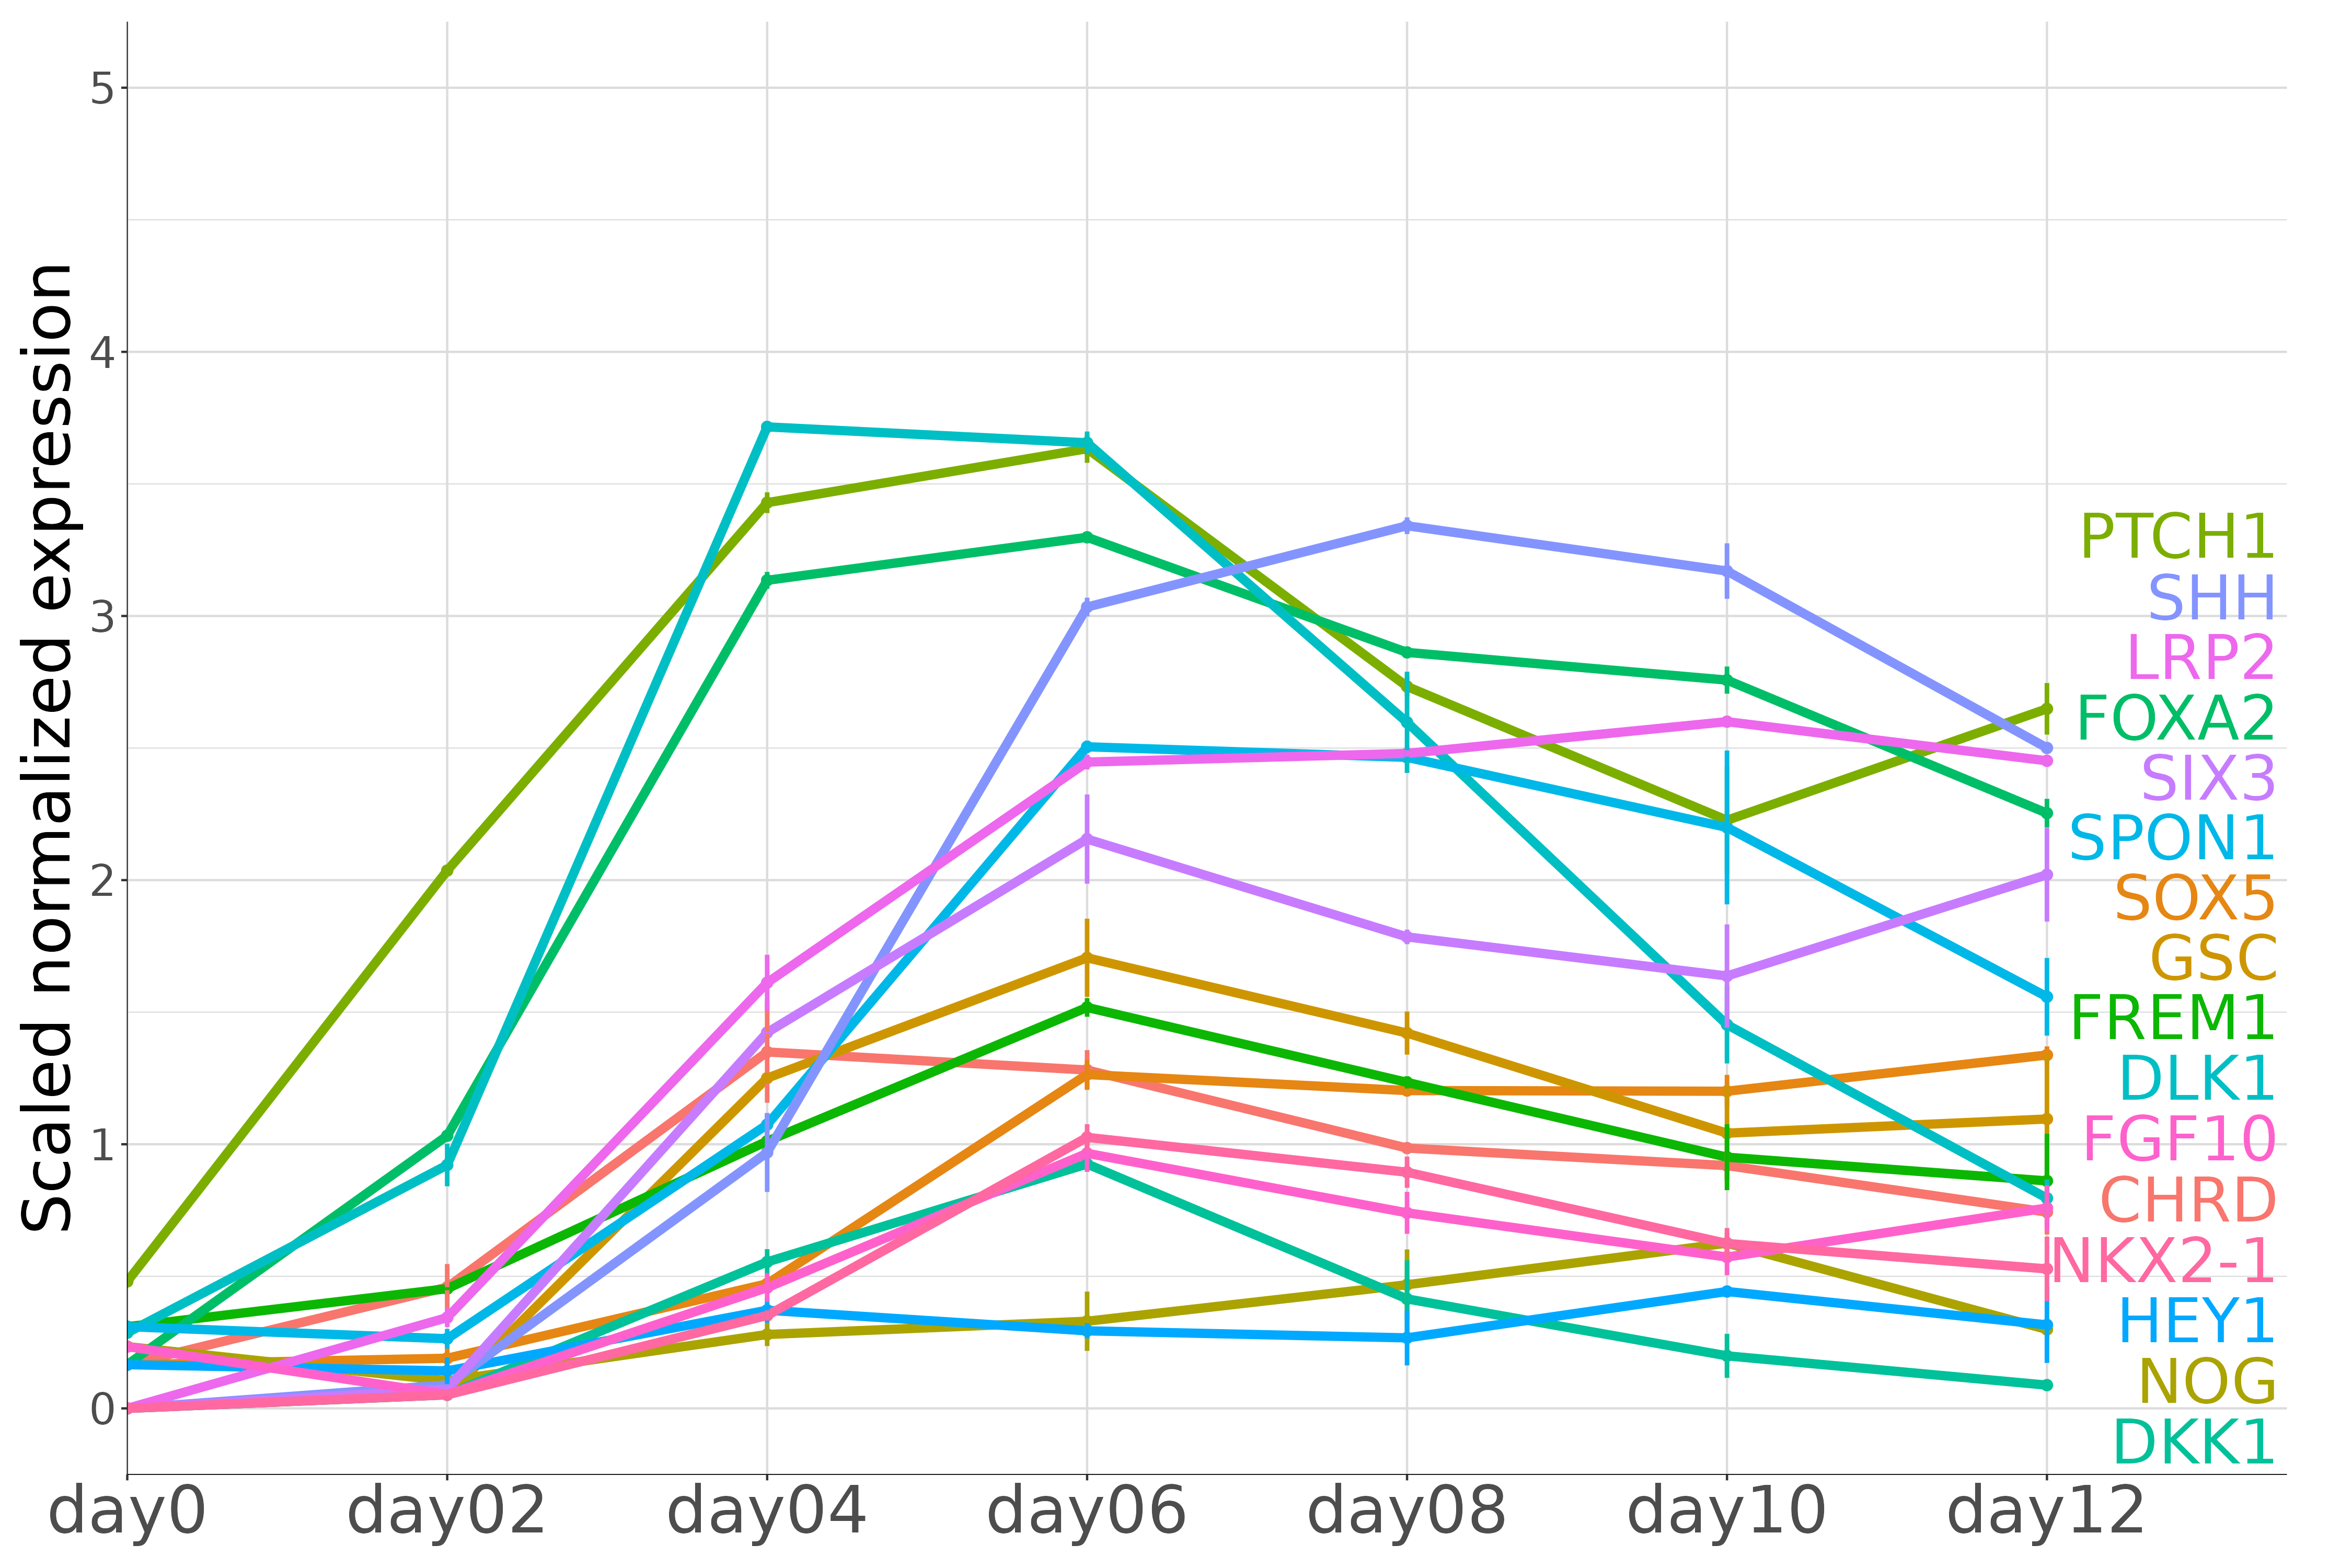 Scaled normalized expression
5
4
3
2
1
0
day0
day02
day04
day06
day08
day10
day12
PTCH1
SHH
LRP2
FOXA2
SIX3
SPON1
SOX5
GSC
FREM1
DLK1
FGF10
CHRD
NKX2-1
HEY1
NOG
DKK1